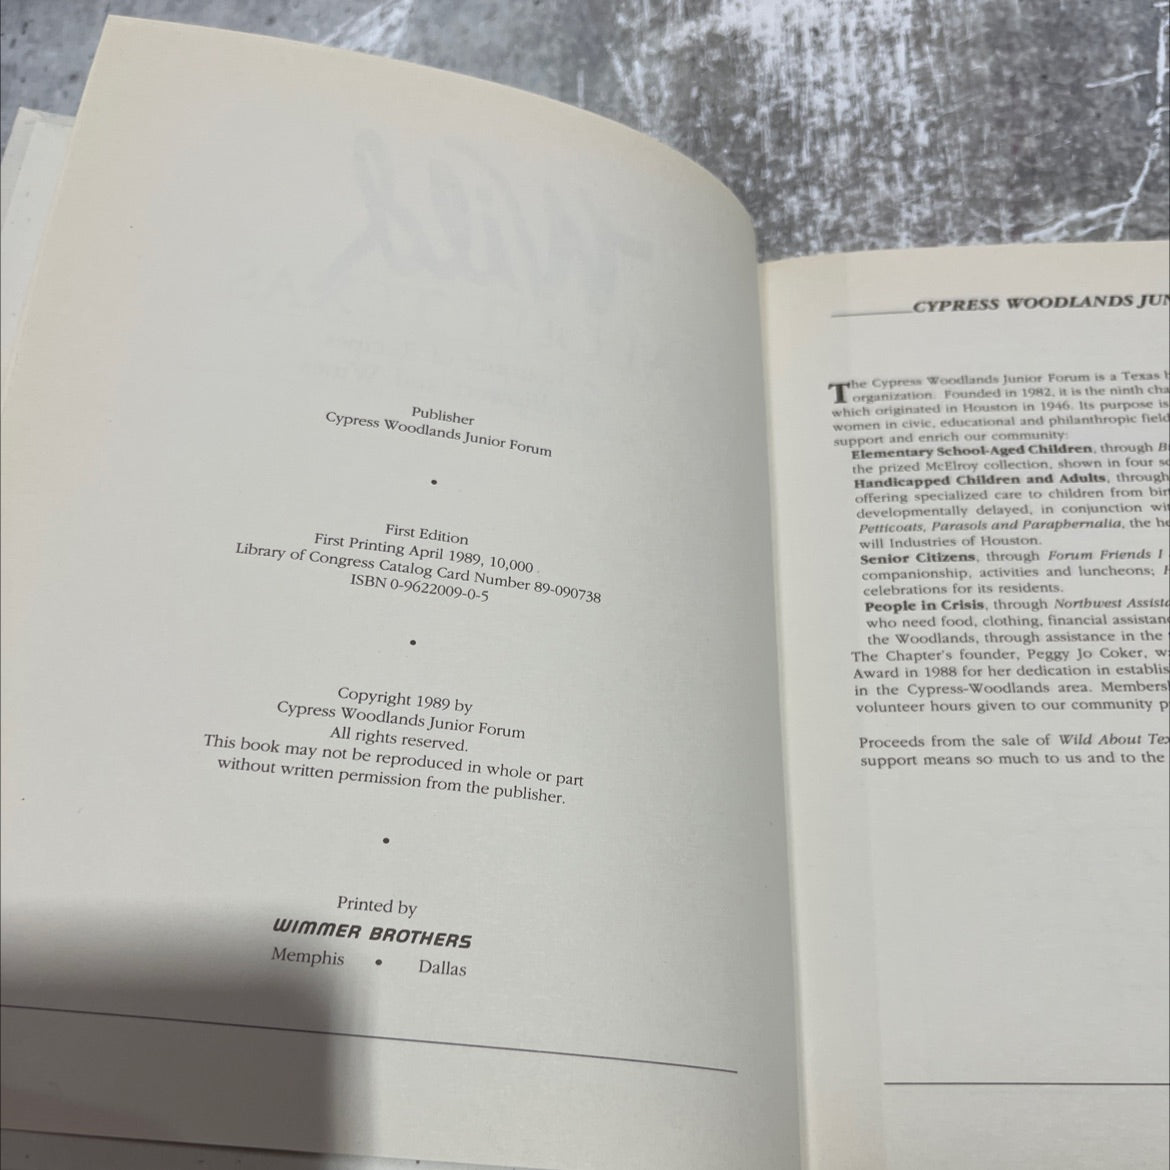 Publisher
Cypress Woodlands Junior Forum
•
First Edition
First Printing April 1989, 10,000
Library of Congress Catalog Card Number 89-090738
ISBN 0-9622009-0-5
•
Copyright 1989 by
Cypress Woodlands Junior Forum
All rights reserved.
This book may not be reproduced in whole or part
without written permission from the publisher.
•
Printed by
WIMMER BROTHERS
Memphis • Dallas
CYPRESS WOODLANDS
The Cypress Woodlands Junior Forum is a Texas
organization. Founded in 1982, it is the ninth
which originated in Houston in 1946. Its purpose is
women in civic, educational and philanthropic
support and enrich our community:
Elementary School-Aged Children, through
the prized McElroy collection, shown in four
Handicapped Children and Adults, through
offering specialized care to children from
developmentally delayed, in conjunction
Petticoats, Parasols and Paraphernalia, the
will Industries of Houston.
Senior Citizens, through Forum Friends I
companionship, activities and luncheons;
celebrations for its residents.
People in Crisis, through Northwest
who need food, clothing, financial
the Woodlands, through assistance in the
The Chapter's founder, Peggy Jo Coker,
Award in 1988 for her dedication in
in the Cypress-Woodlands area.
volunteer hours given to our community
Proceeds from the sale of Wild About
support means so much to us and to the